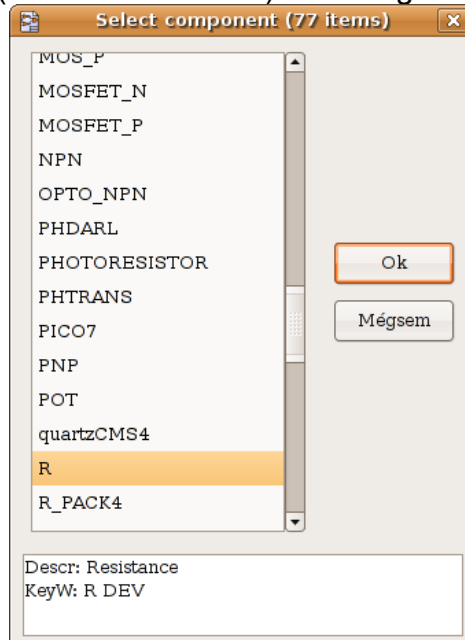 Select component (77 items)
MOS_P
MOSFET_N
MOSFET_P
NPN
OPTO_NPN
PHDARL
PHOTORESISTOR
PHTRANS
PICO7
PNP
POT
quartzCMS4
R
R_PACK4
Ok
Mégsem
Descr: Resistance
KeyW: R DEV